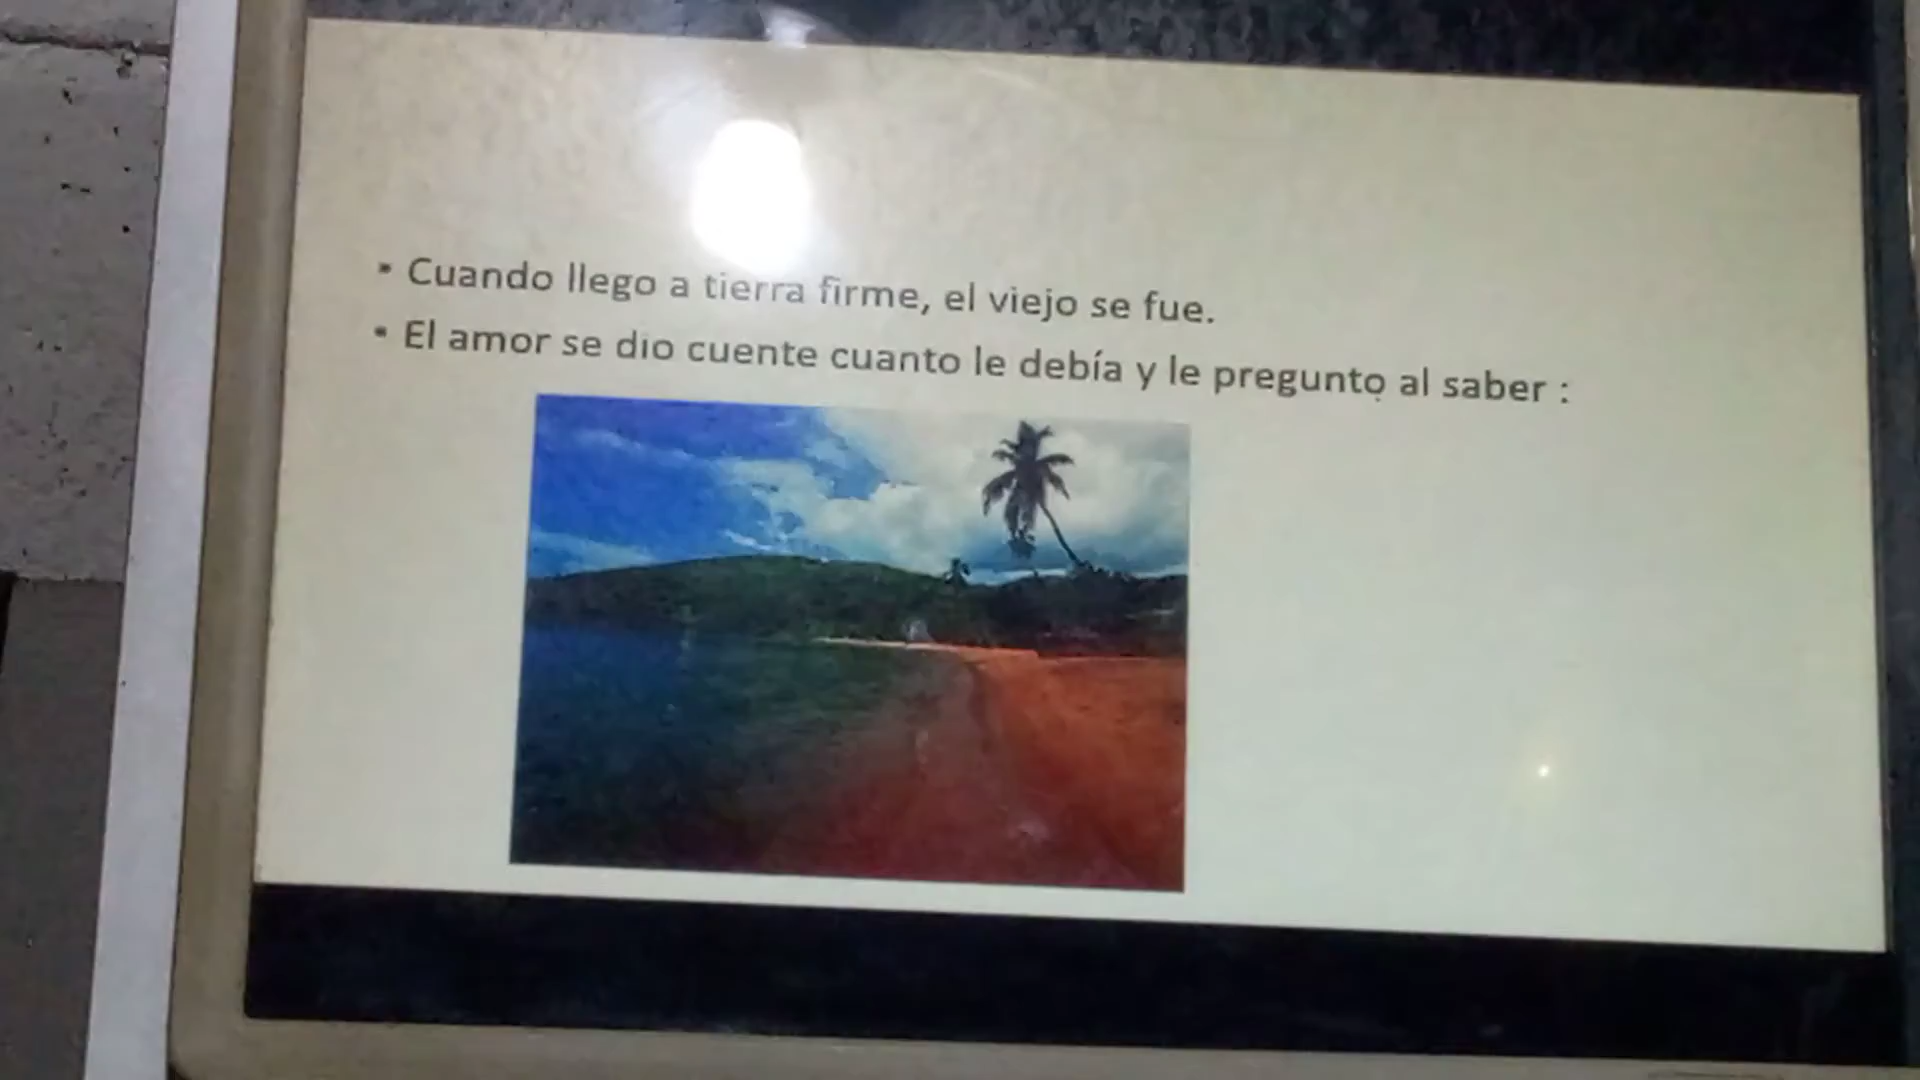 • Cuando llego a tierra firme, el viejo se fue.
• El amor se dio cuente cuanto le debía y le pregunto al saber :